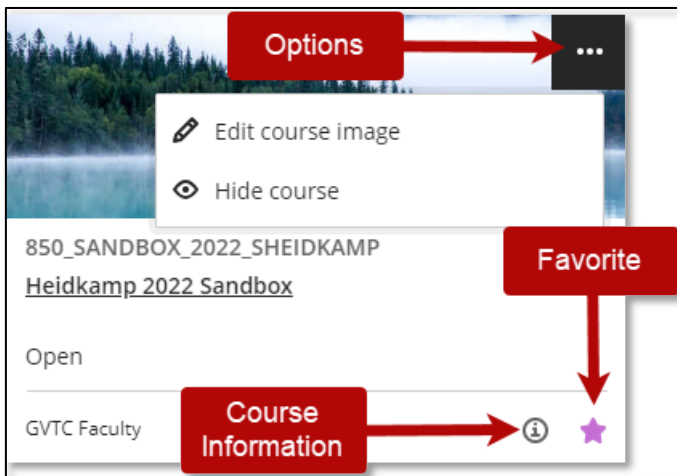 Options
Edit course image
Hide course
850_SANDBOX_2022_SHEIDKAMP
Favorite
Heidkamp 2022 Sandbox
Open
GVTC Faculty
Course
Information